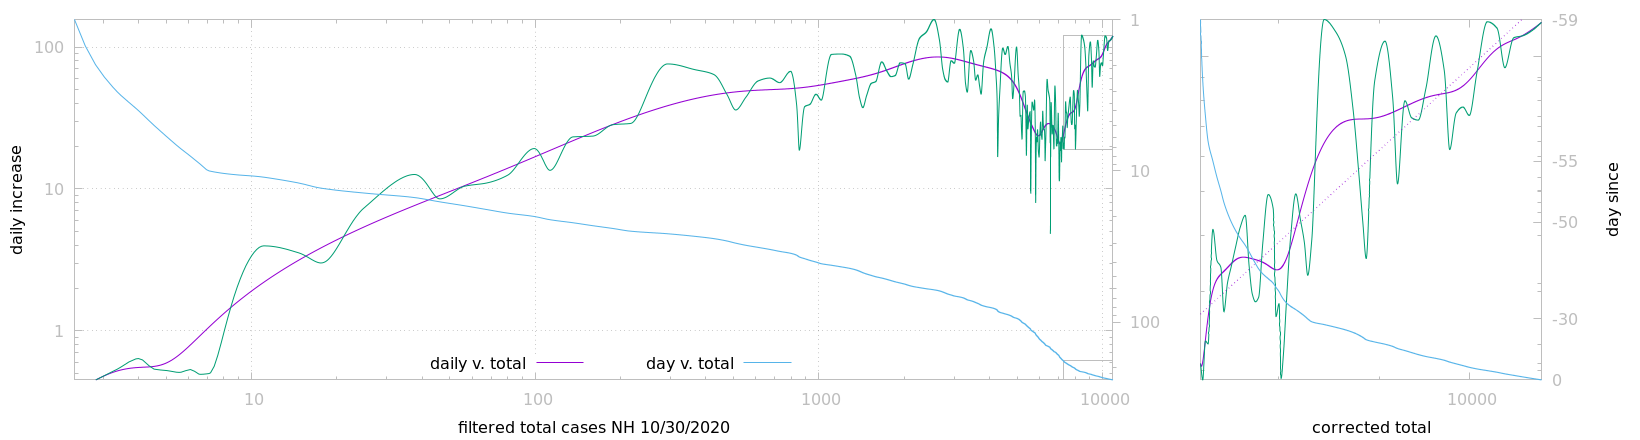 100
10
1
daily increase
daily v. total
day v. total
10
100
1000
10000
filtered total cases NH 10/30/2020
1
10
100
-59
-55
-50
-30
0
day since
10000
corrected total